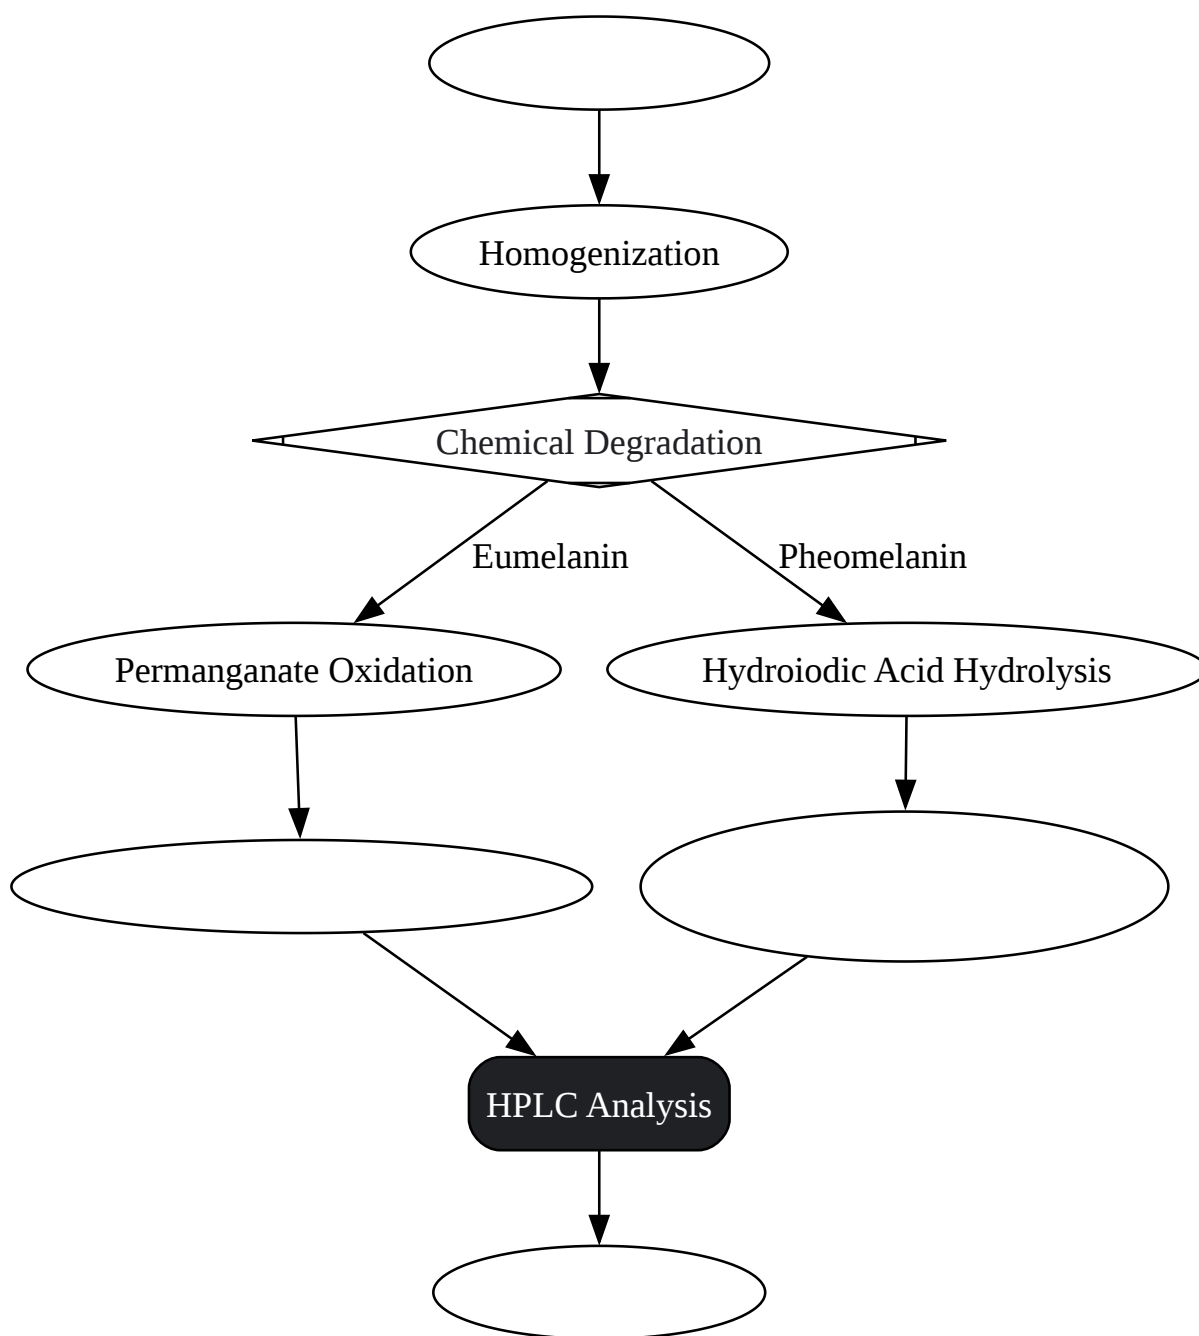 Homogenization
Chemical Degradation
Eumelanin
Pheomelanin
Permanganate Oxidation
Hydroiodic Acid Hydrolysis
HPLC Analysis